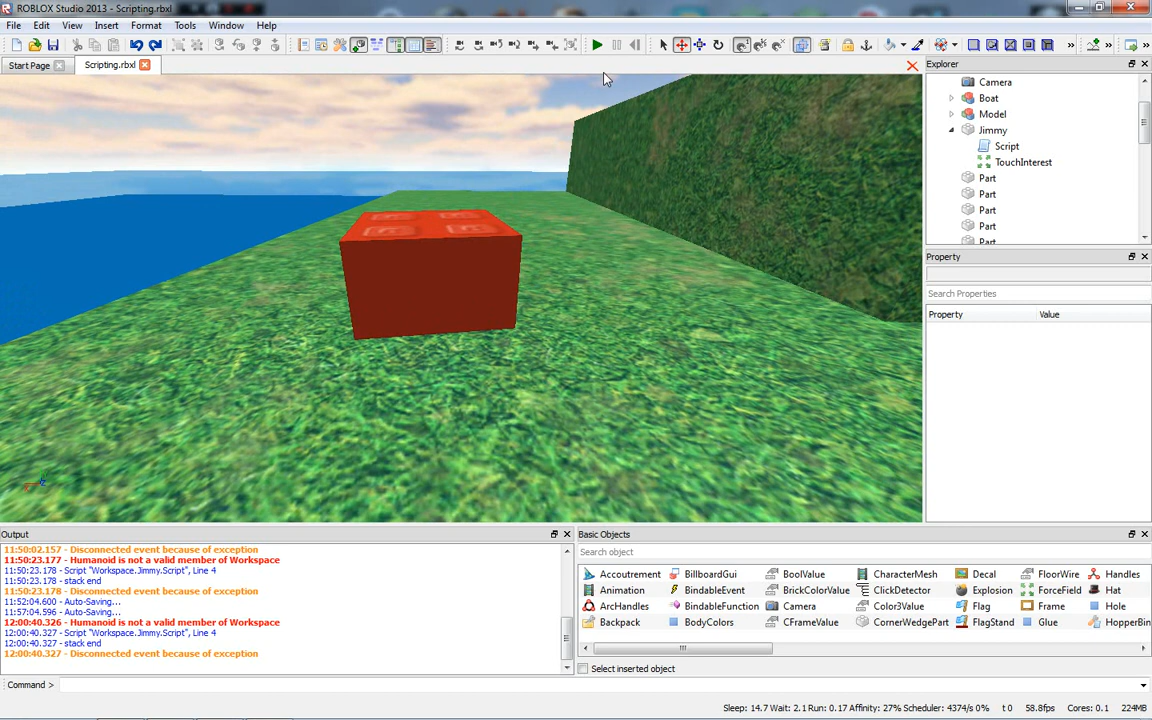 ROBLOX Studio 2013 - Scripting.rbxl
File Edit View Insert Format Tools Window Help
Start Page Scripting.rbxl
Explorer
Camera
Boat
Model
Jimmy
Script
TouchInterest
Part
Part
Part
Part
Part
Property
Search Properties
Property Value
Output
11:50:02.157 - Disconnected event because of exception
11:50:23.177 - Humanoid is not a valid member of Workspace
11:50:23.178 - Script "Workspace.Jimmy.Script", Line 4
11:50:23.178 - stack end
11:50:23.178 - Disconnected event because of exception
11:52:04.600 - Auto-Saving...
11:57:04.596 - Auto-Saving...
12:00:40.326 - Humanoid is not a valid member of Workspace
12:00:40.327 - Script "Workspace.Jimmy.Script", Line 4
12:00:40.327 - stack end
12:00:40.327 - Disconnected event because of exception
Basic Objects
Search object
Accoutrement BillboardGui BoolValue CharacterMesh Decal FloorWire Handles
Animation BindableEvent BrickColorValue ClickDetector Explosion ForceField Hat
ArcHandles BindableFunction Camera Color3Value Flag Frame Hole
Backpack BodyColors CFrameValue CornerWedgePart FlagStand Glue HopperBin
Select inserted object
Command >
Sleep: 14.7 Wait: 2.1 Run: 0.17 Affinity: 27% Scheduler: 4374/s 0% t 0 58.8fps Cores: 0.1 224MB